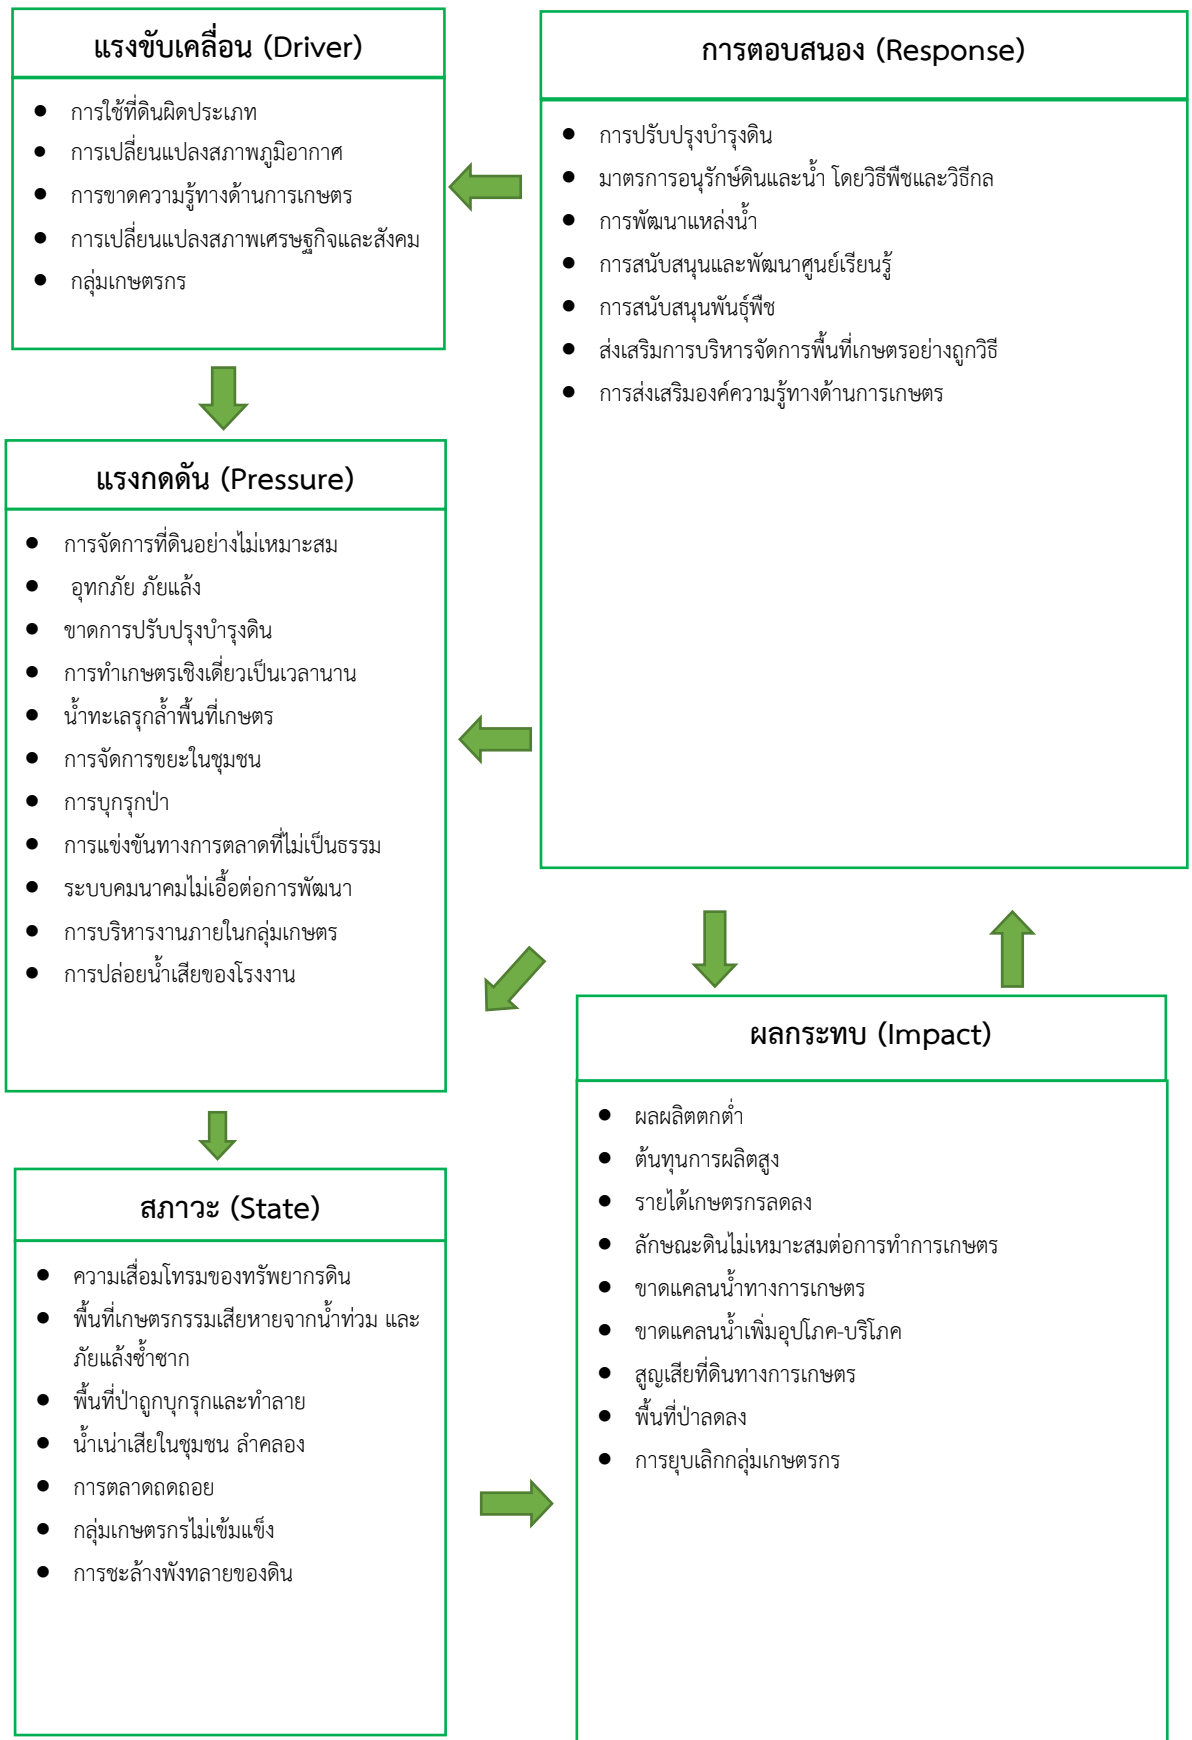 แรงขับเคลื่อน (Driver)
การใช้ที่ดินผิดประเภท
การเปลี่ยนแปลงสภาพภูมิอากาศ
การขาดความรู้ทางด้านการเกษตร
การเปลี่ยนแปลงสภาพเศรษฐกิจและสังคม
กลุ่มเกษตรกร
การตอบสนอง (Response)
การปรับปรุงบำรุงดิน
มาตรการอนุรักษ์ดินและน้ำ โดยวิธีพืชและวิธีกล
การพัฒนาแหล่งน้ำ
การสนับสนุนและพัฒนาศูนย์เรียนรู้
การสนับสนุนพันธุ์พืช
ส่งเสริมการบริหารจัดการพื้นที่เกษตรอย่างถูกวิธี
การส่งเสริมองค์ความรู้ทางด้านการเกษตร
แรงกดดัน (Pressure)
การจัดการที่ดินอย่างไม่เหมาะสม
อุทกภัย ภัยแล้ง
ขาดการปรับปรุงบำรุงดิน
การทำเกษตรเชิงเดี่ยวเป็นเวลานาน
น้ำทะเลรุกล้ำพื้นที่เกษตร
การจัดการขยะในชุมชน
การบุกรุกป่า
การแข่งขันทางการตลาดที่ไม่เป็นธรรม
ระบบคมนาคมไม่เอื้อต่อการพัฒนา
การบริหารงานภายในกลุ่มเกษตร
การปล่อยน้ำเสียของโรงงาน
สภาวะ (State)
ความเสื่อมโทรมของทรัพยากรดิน
พื้นที่เกษตรกรรมเสียหายจากน้ำท่วม และ
ภัยแล้งซ้ำซาก
พื้นที่ป่าถูกบุกรุกและทำลาย
น้ำเน่าเสียในชุมชน ลำคลอง
การตลาดถดถอย
กลุ่มเกษตรกรไม่เข้มแข็ง
การชะล้างพังทลายของดิน
ผลกระทบ (Impact)
ผลผลิตตกต่ำ
ต้นทุนการผลิตสูง
รายได้เกษตรกรลดลง
ลักษณะดินไม่เหมาะสมต่อการทำการเกษตร
ขาดแคลนน้ำทางการเกษตร
ขาดแคลนน้ำเพิ่มอุปโภค-บริโภค
สูญเสียที่ดินทางการเกษตร
พื้นที่ป่าลดลง
การยุบเลิกกลุ่มเกษตรกร